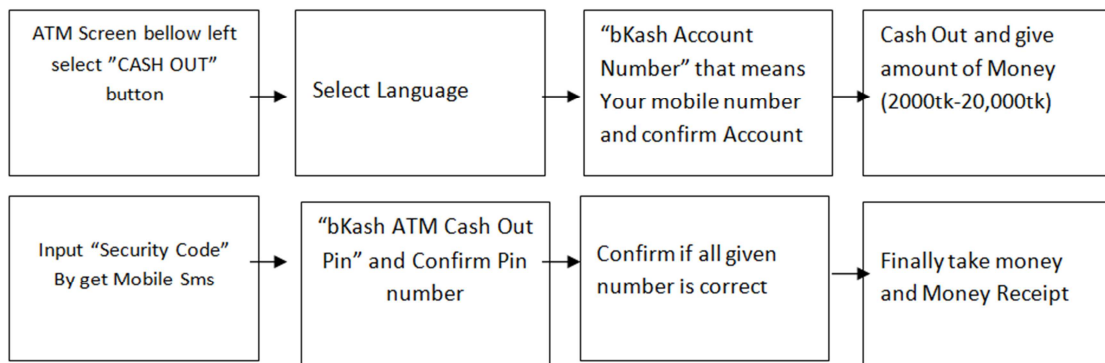 ATM Screen bellow left
select ”CASH OUT”
button
Select Language
“bKash Account
Number” that means
Your mobile number
and confirm Account
Cash Out and give
amount of Money
(2000tk-20,000tk)
Input “Security Code”
By get Mobile Sms
“bKash ATM Cash Out
Pin” and Confirm Pin
number
Confirm if all given
number is correct
Finally take money
and Money Receipt